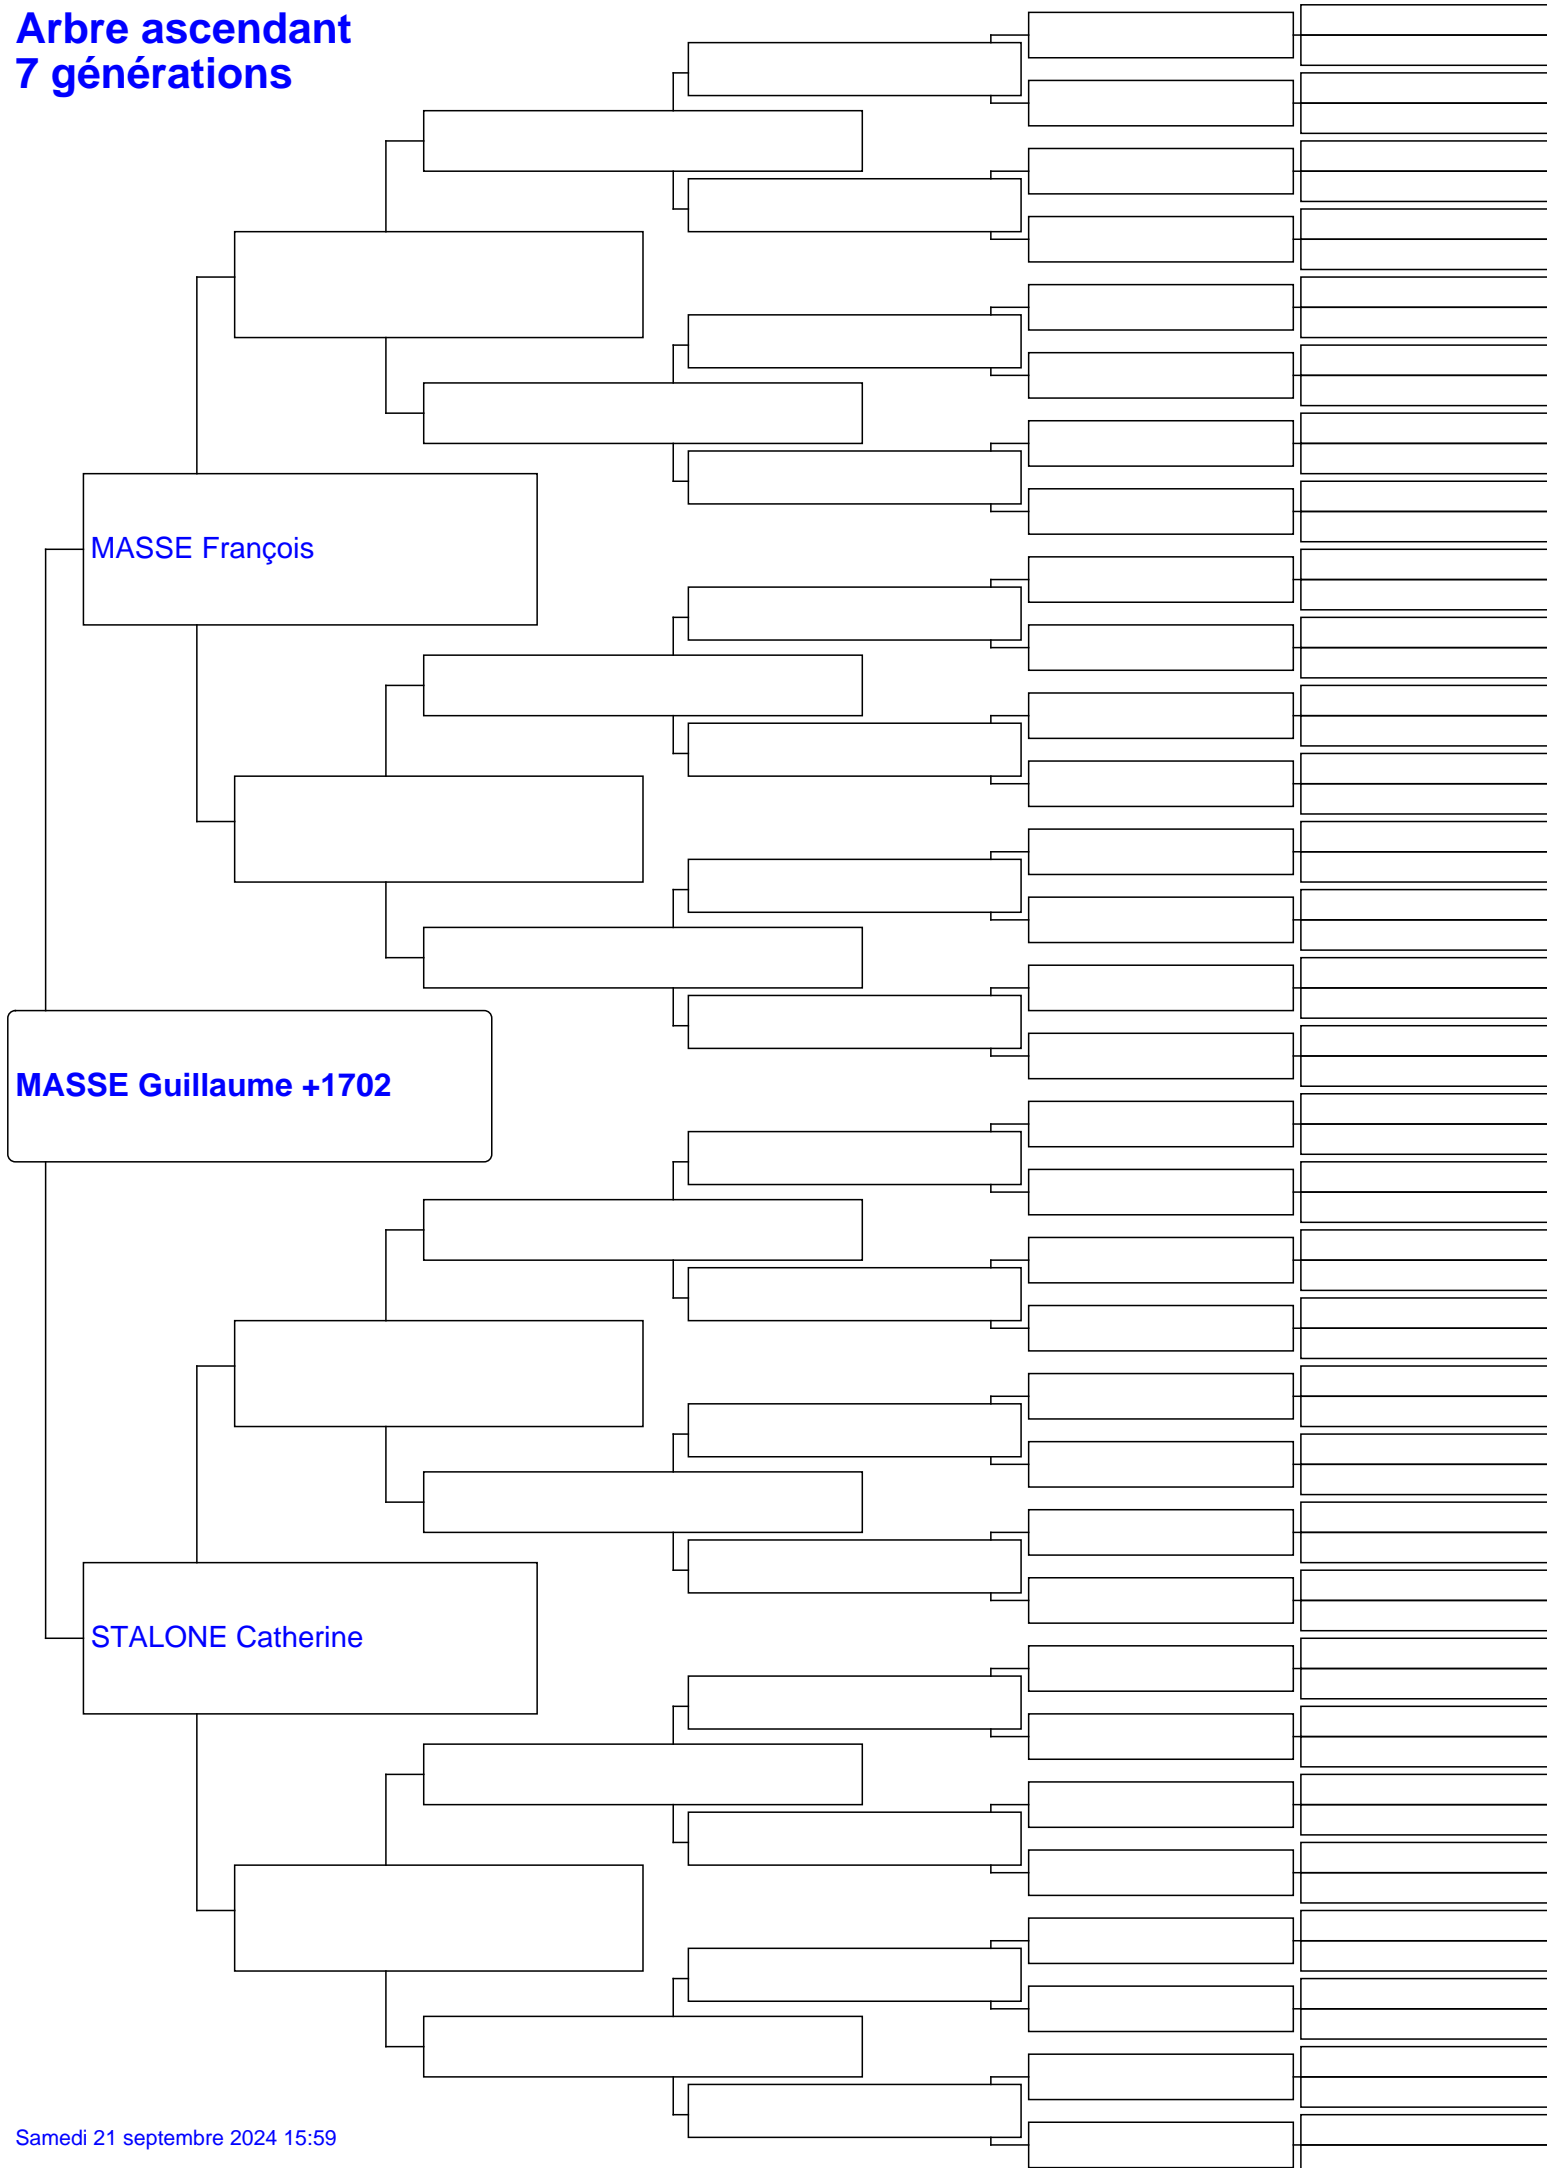 Arbre ascendant
7 générations
MASSE François
MASSE Guillaume +1702
STALONE Catherine
Samedi 21 septembre 2024 15:59